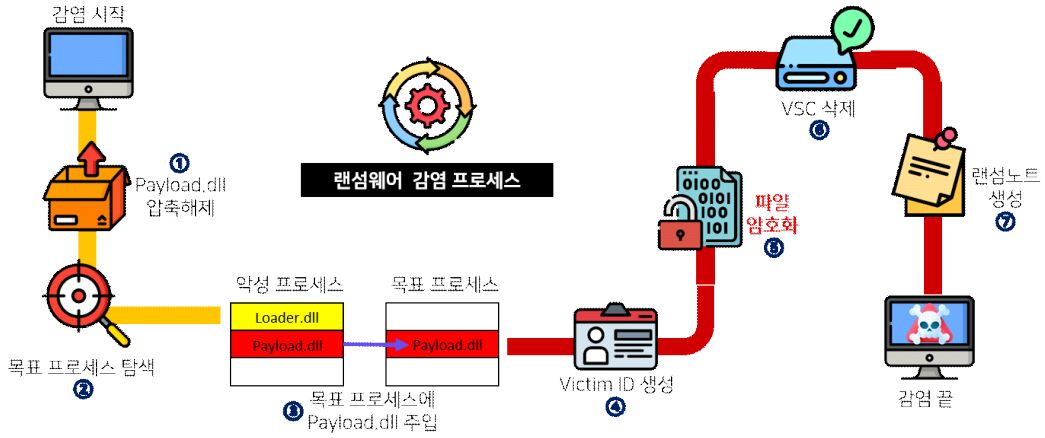 감염 시작
랜섬웨어 감염 프로세스
①
Payload.dll
압축해제
목표 프로세스 탐색
②
악성 프로세스
Loader.dll
Payload.dll
목표 프로세스
Payload.dll
③ 목표 프로세스에
Payload.dll 주입
Victim ID 생성
④
0100
0101
100
0101
파일
암호화
⑤
VSC 삭제
⑥
랜섬노트
생성
⑦
감염 끝